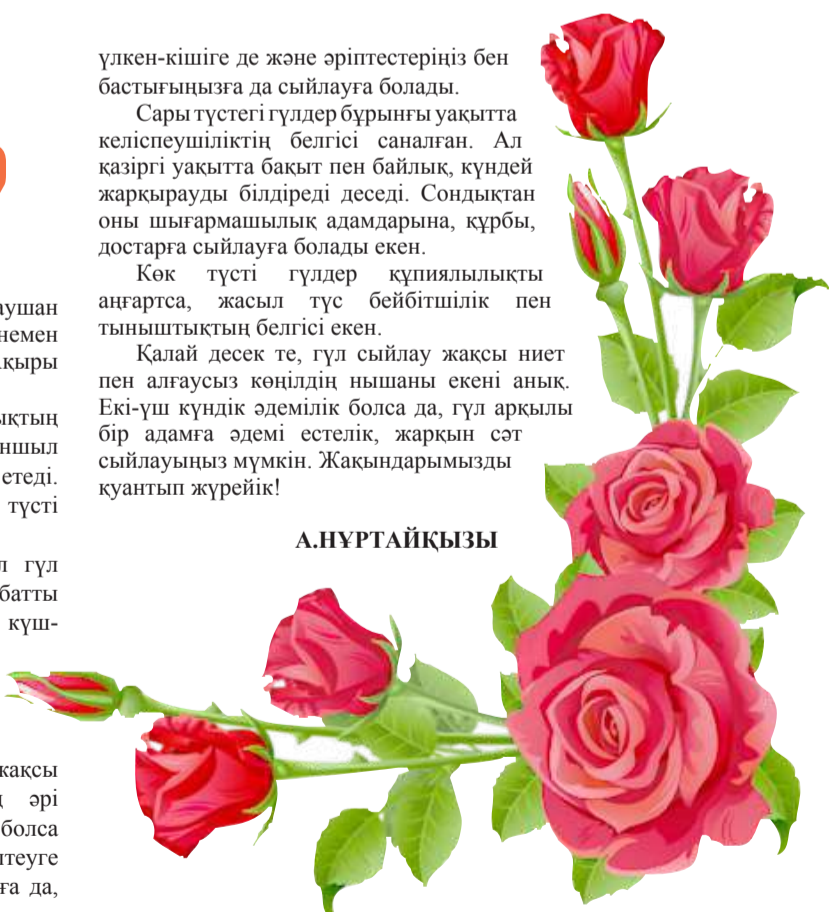 аушан
немен
қыры
ықтың
ншыл
етеді.
түсті
л гүл
батты
күш-
жақсы
әрі
болса
птеуге
ға да,
үлкен-кішіге де және әріптестеріңіз бен
бастығыңызға да сыйлауға болады.
Сары түстегі гүлдер бұрынғы уақытта
келіспеушіліктің белгісі саналған. Ал
қазіргі уақытта бақыт пен байлық, күндей
жарқырауды білдіреді деседі. Сондықтан
оны шығармашылық адамдарына, құрбы,
достарға сыйлауға болады екен.
Көк түсті гүлдер құпиялылықты
аңғартса, жасыл түс бейбітшілік пен
тыныштықтың белгісі екен.
Қалай десек те, гүл сыйлау жақсы ниет
пен алғаусыз көңілдің нышаны екені анық.
Екі-үш күндік әдемілік болса да, гүл арқылы
бір адамға әдемі естелік, жарқын сәт
сыйлауыңыз мүмкін. Жақындарымызды
қуантып жүрейік!
А.НҰРТАЙҚЫЗЫ